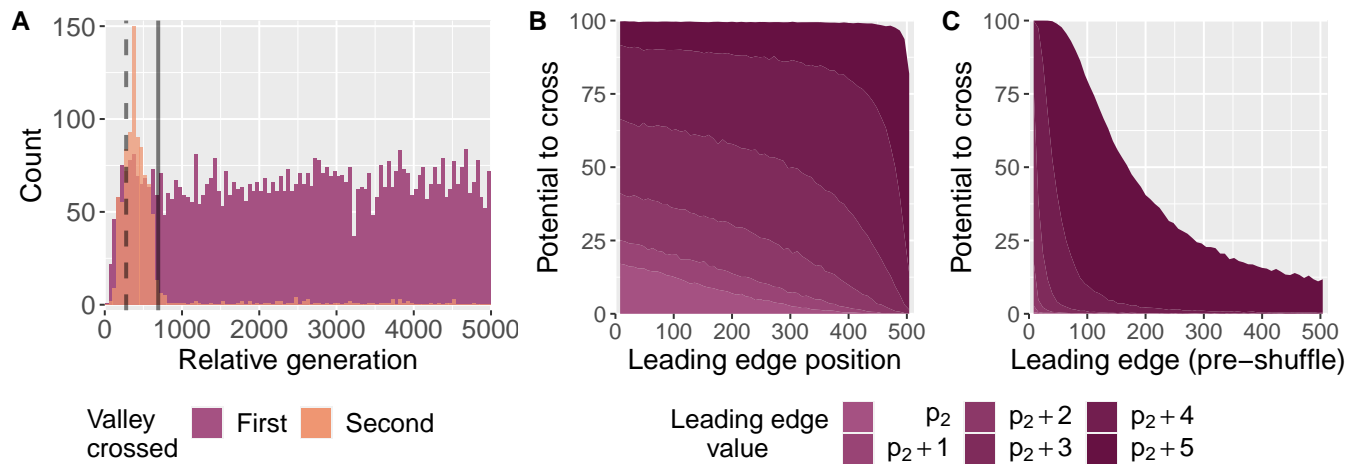 A
Count
150
100
50
0
0 1000 2000 3000 4000 5000
Relative generation
Valley crossed
First
Second
B
Potential to cross
100
75
50
25
0
0 100 200 300 400 500
Leading edge position
C
Potential to cross
100
75
50
25
0
0 100 200 300 400 500
Leading edge (pre−shuffle)
Leading edge
value
p₂
p₂+1
p₂+2
p₂+3
p₂+4
p₂+5